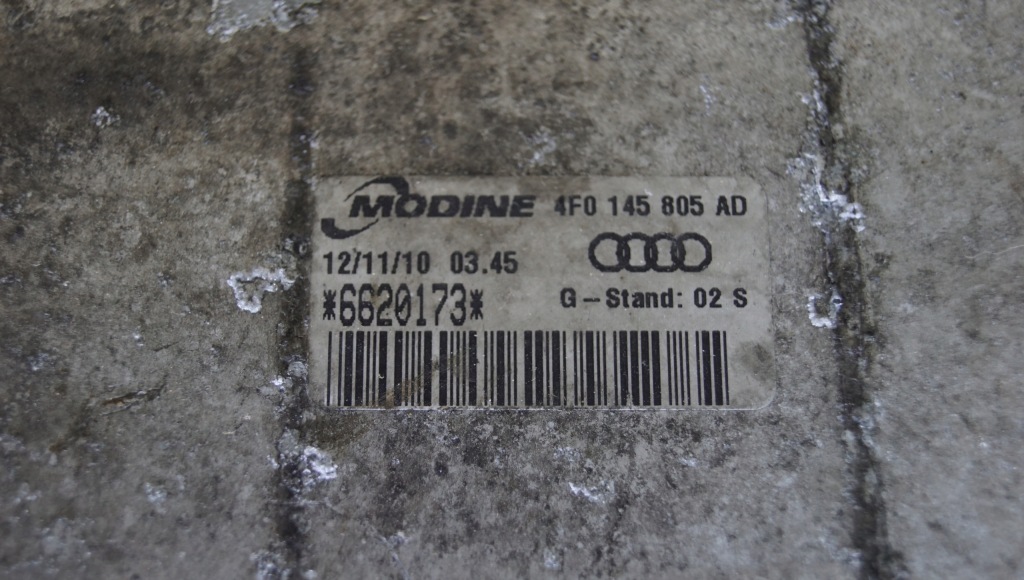 MODINE 4F0 145 805 AD
12/11/10 03.45
*6620173* G-Stand: 02 S